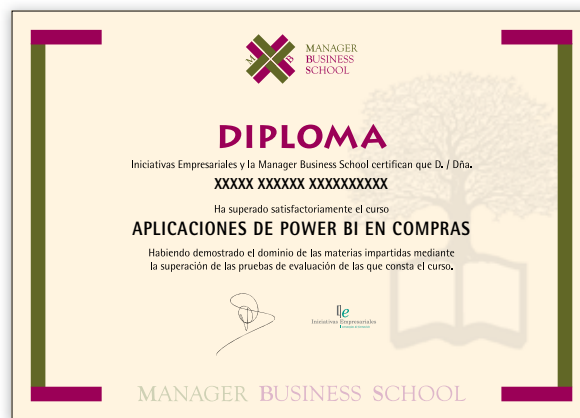 M B
MANAGER
BUSINESS
SCHOOL
DIPLOMA
Iniciativas Empresariales y la Manager Business School certifican que D. / Dña.
XXXXX XXXXXX XXXXXXXXXX
Ha superado satisfactoriamente el curso
APLICACIONES DE POWER BI EN COMPRAS
Habiendo demostrado el dominio de las materias impartidas mediante
la superación de las pruebas de evaluación de las que consta el curso.
Ie
Iniciativas Empresariales
MANAGER BUSINESS SCHOOL